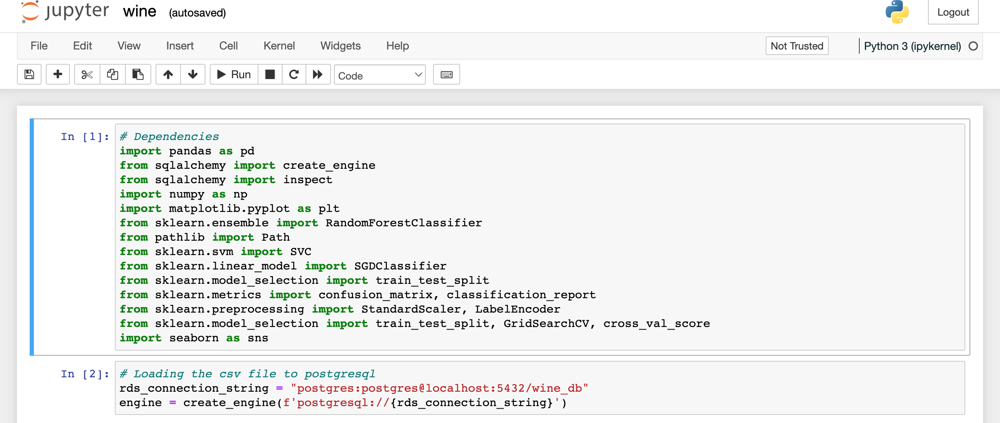 jupyter wine (autosaved) Logout
File Edit View Insert Cell Kernel Widgets Help Not Trusted Python 3 (ipykernel)
Run Code
In [1]: # Dependencies
import pandas as pd
from sqlalchemy import create_engine
from sqlalchemy import inspect
import numpy as np
import matplotlib.pyplot as plt
from sklearn.ensemble import RandomForestClassifier
from pathlib import Path
from sklearn.svm import SVC
from sklearn.linear_model import SGDClassifier
from sklearn.model_selection import train_test_split
from sklearn.metrics import confusion_matrix, classification_report
from sklearn.preprocessing import StandardScaler, LabelEncoder
from sklearn.model_selection import train_test_split, GridSearchCV, cross_val_score
import seaborn as sns
In [2]: # Loading the csv file to postgresql
rds_connection_string = "postgres:postgres@localhost:5432/wine_db"
engine = create_engine(f'postgresql://{rds_connection_string}')